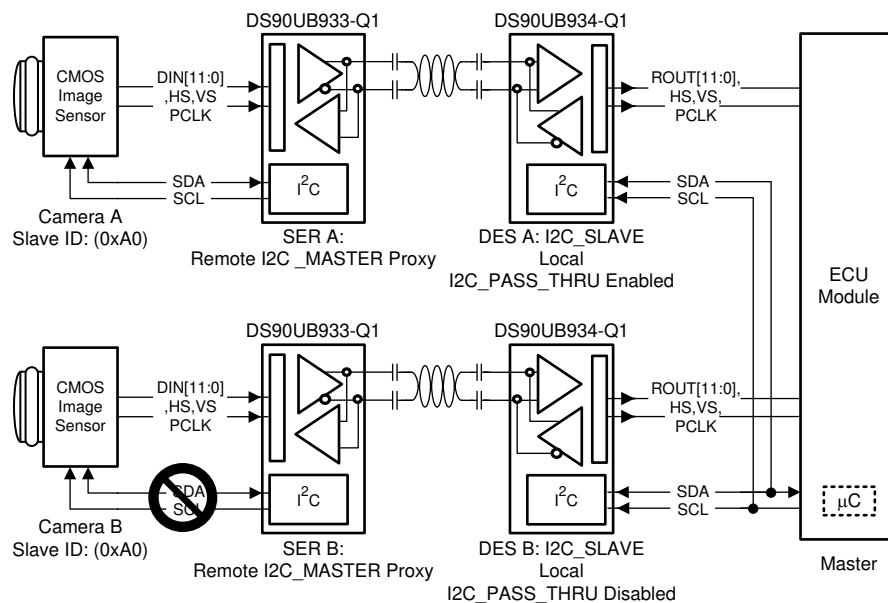 DS90UB933-Q1
DS90UB934-Q1
CMOS
Image
Sensor
DIN[11:0]
,HS,VS
PCLK
ROUT[11:0],
HS,VS,
PCLK
SDA
SCL
I²C
I²C
SDA
SCL
Camera A
Slave ID: (0xA0)
SER A:
Remote I2C _MASTER Proxy
DES A: I2C_SLAVE
Local
I2C_PASS_THRU Enabled
ECU
Module
DS90UB933-Q1
DS90UB934-Q1
CMOS
Image
Sensor
DIN[11:0]
,HS,VS
PCLK
ROUT[11:0],
HS,VS,
PCLK
SDA
SCL
I²C
I²C
SDA
SCL
µC
Camera B
Slave ID: (0xA0)
SER B:
Remote I2C_MASTER Proxy
DES B: I2C_SLAVE
Local
I2C_PASS_THRU Disabled
Master